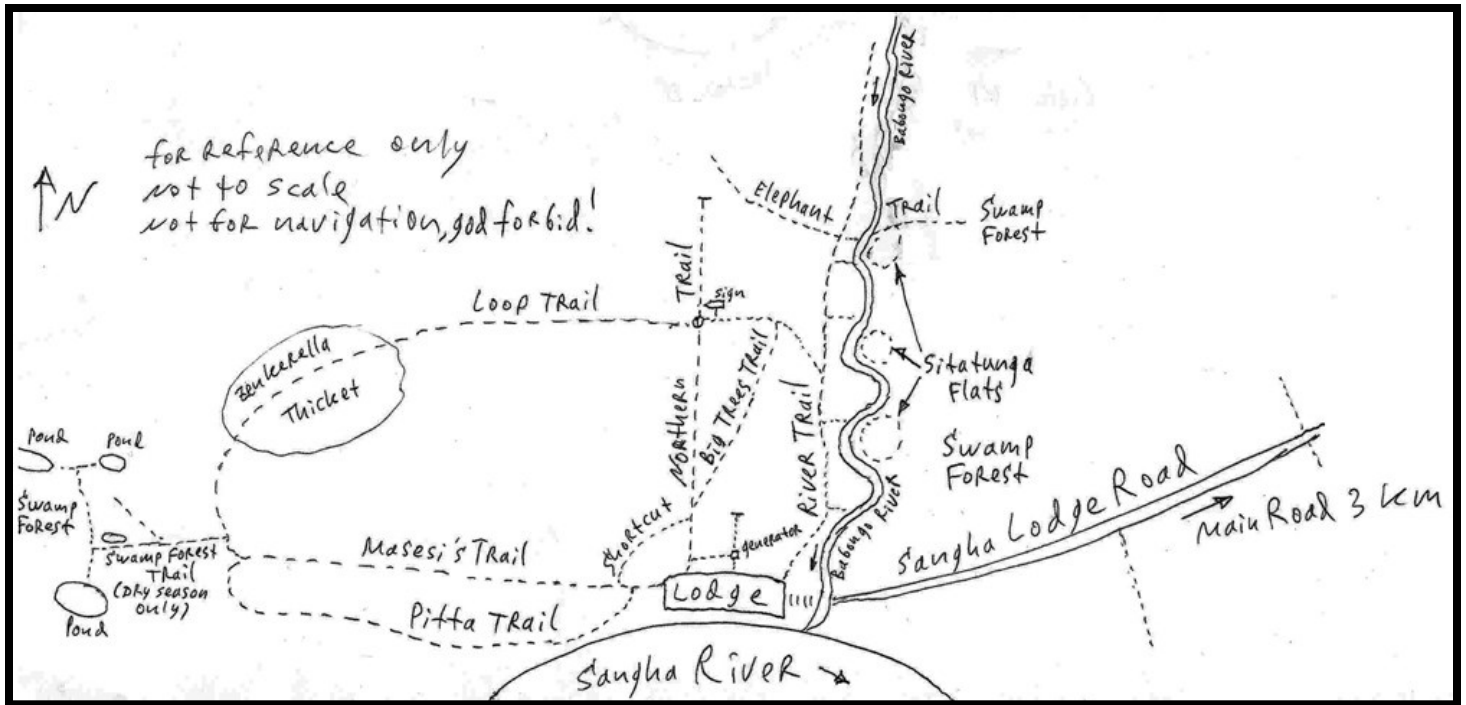 for Reference only
not to scale
not for navigation, god forbid!
N
Babongo River
Elephant
Trail
Swamp
Forest
Trail
sign
Loop Trail
Zenkerella
Thicket
Northern
Big Trees Trail
River Trail
Sitatunga
Flats
Swamp
Forest
Pond
Pond
Swamp
Forest
Swamp Forest
Trail
(Dry season
only)
Pond
Masesi's Trail
Shortcut
generator
Lodge
Pitta Trail
Babongo River
Sangha Lodge Road
Main Road 3 km
Sangha River